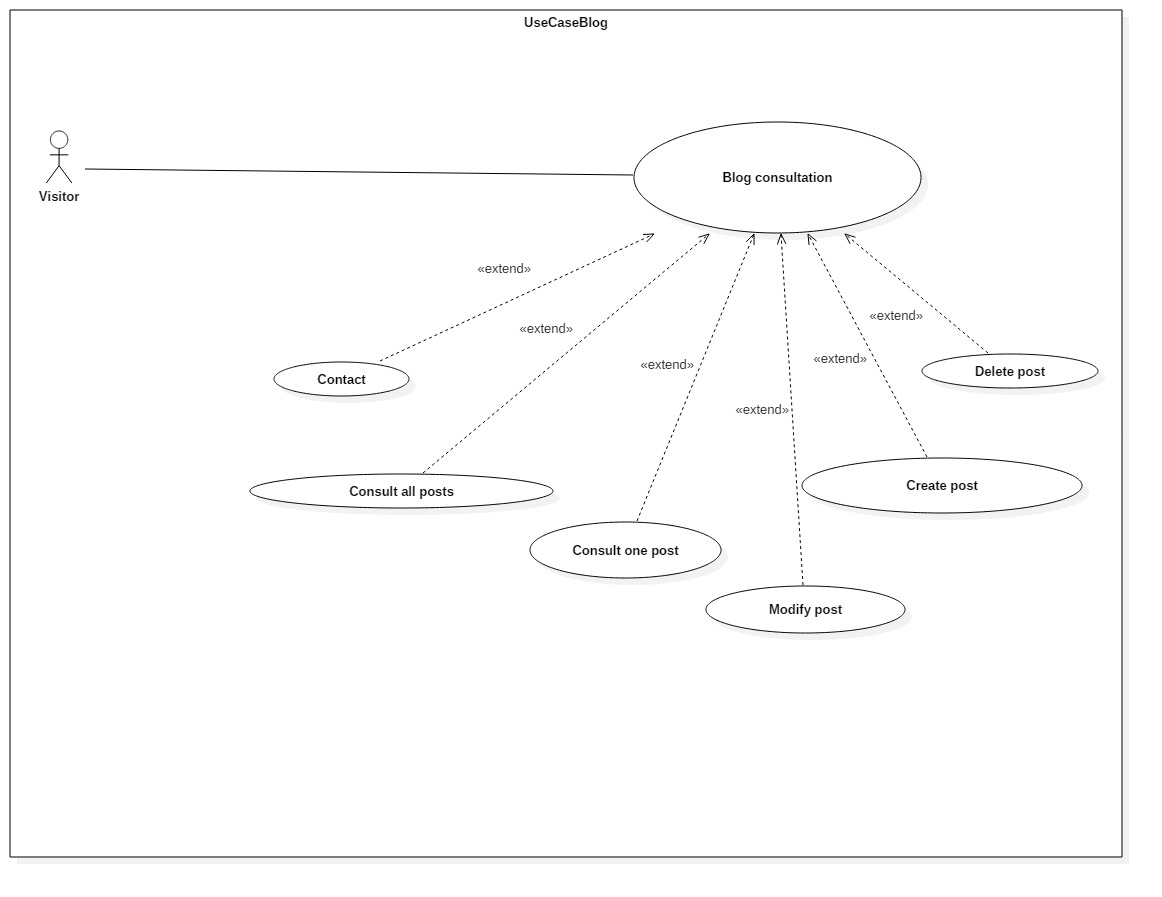 UseCaseBlog
Blog consultation
Visitor
«extend»
«extend»
«extend»
«extend»
«extend»
«extend»
Delete post
Contact
Create post
Consult all posts
Consult one post
Modify post